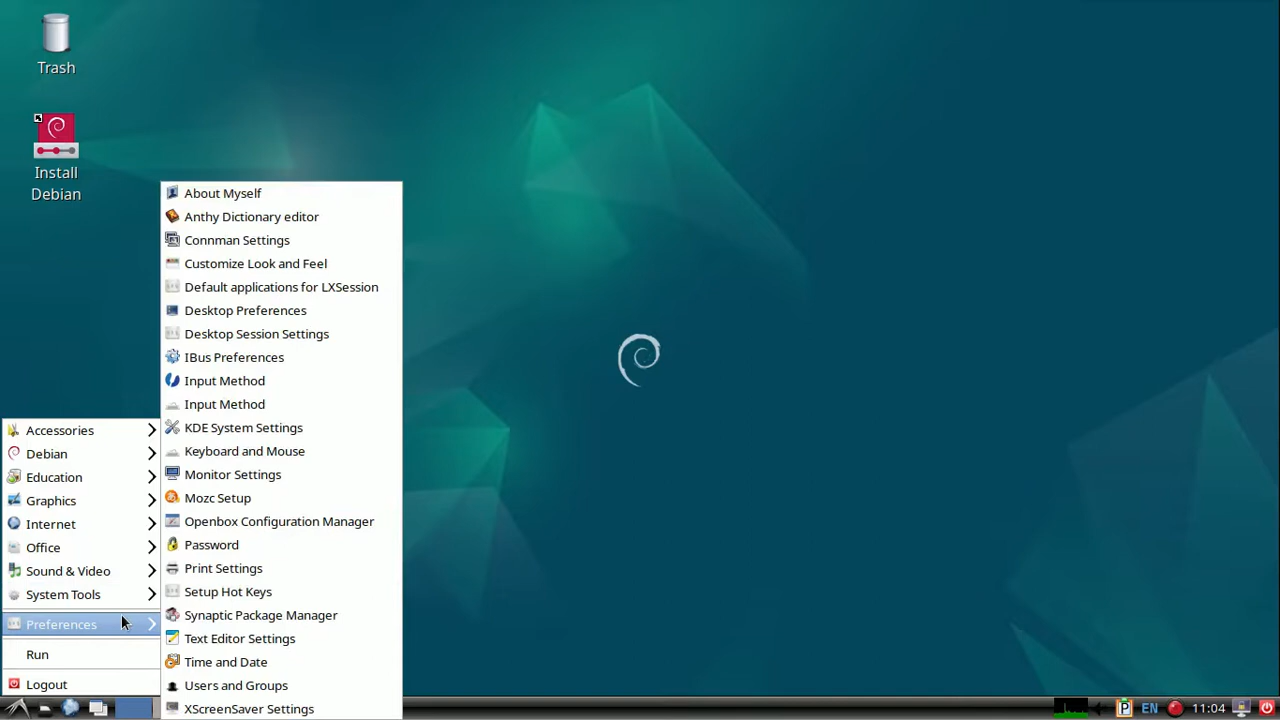 Trash
Install
Debian
About Myself
Anthy Dictionary editor
Connman Settings
Customize Look and Feel
Default applications for LXSession
Desktop Preferences
Desktop Session Settings
IBus Preferences
Input Method
Input Method
KDE System Settings
Keyboard and Mouse
Monitor Settings
Mozc Setup
Openbox Configuration Manager
Password
Print Settings
Setup Hot Keys
Synaptic Package Manager
Text Editor Settings
Time and Date
Users and Groups
XScreenSaver Settings
Accessories
Debian
Education
Graphics
Internet
Office
Sound & Video
System Tools
Preferences
Run
Logout
P EN 11:04